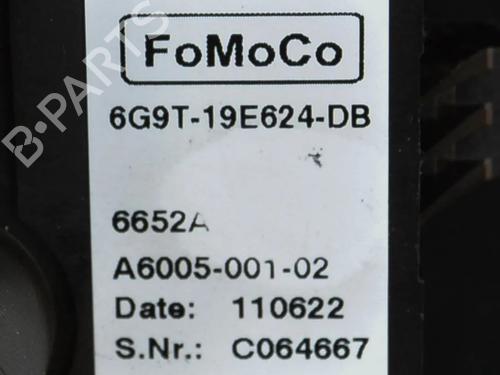 FoMoCo
6G9T-19E624-DB
6652A
A6005-001-02
Date: 110622
S.Nr.: C064667
B-PARTS